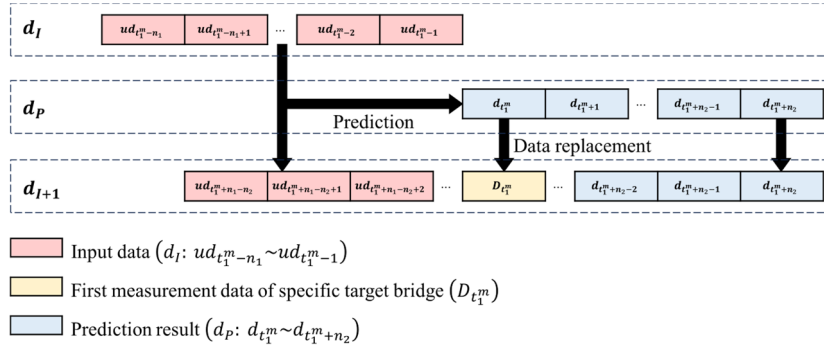 d_I ud_{t_1^m-n_1} ud_{t_1^m-n_1+1} ... ud_{t_1^m-2} ud_{t_1^m-1}
d_P d_{t_1^m} d_{t_1^m+1} ... d_{t_1^m+n_2-1} d_{t_1^m+n_2}
Prediction
Data replacement
d_{I+1} ud_{t_1^m+n_1-n_2} ud_{t_1^m+n_1-n_2+1} ud_{t_1^m+n_1-n_2+2} ... D_{t_1^m} ... d_{t_1^m+n_2-2} d_{t_1^m+n_2-1} d_{t_1^m+n_2}
Input data (d_I: ud_{t_1^m-n_1}~ud_{t_1^m-1})
First measurement data of specific target bridge (D_{t_1^m})
Prediction result (d_P: d_{t_1^m}~d_{t_1^m+n_2})